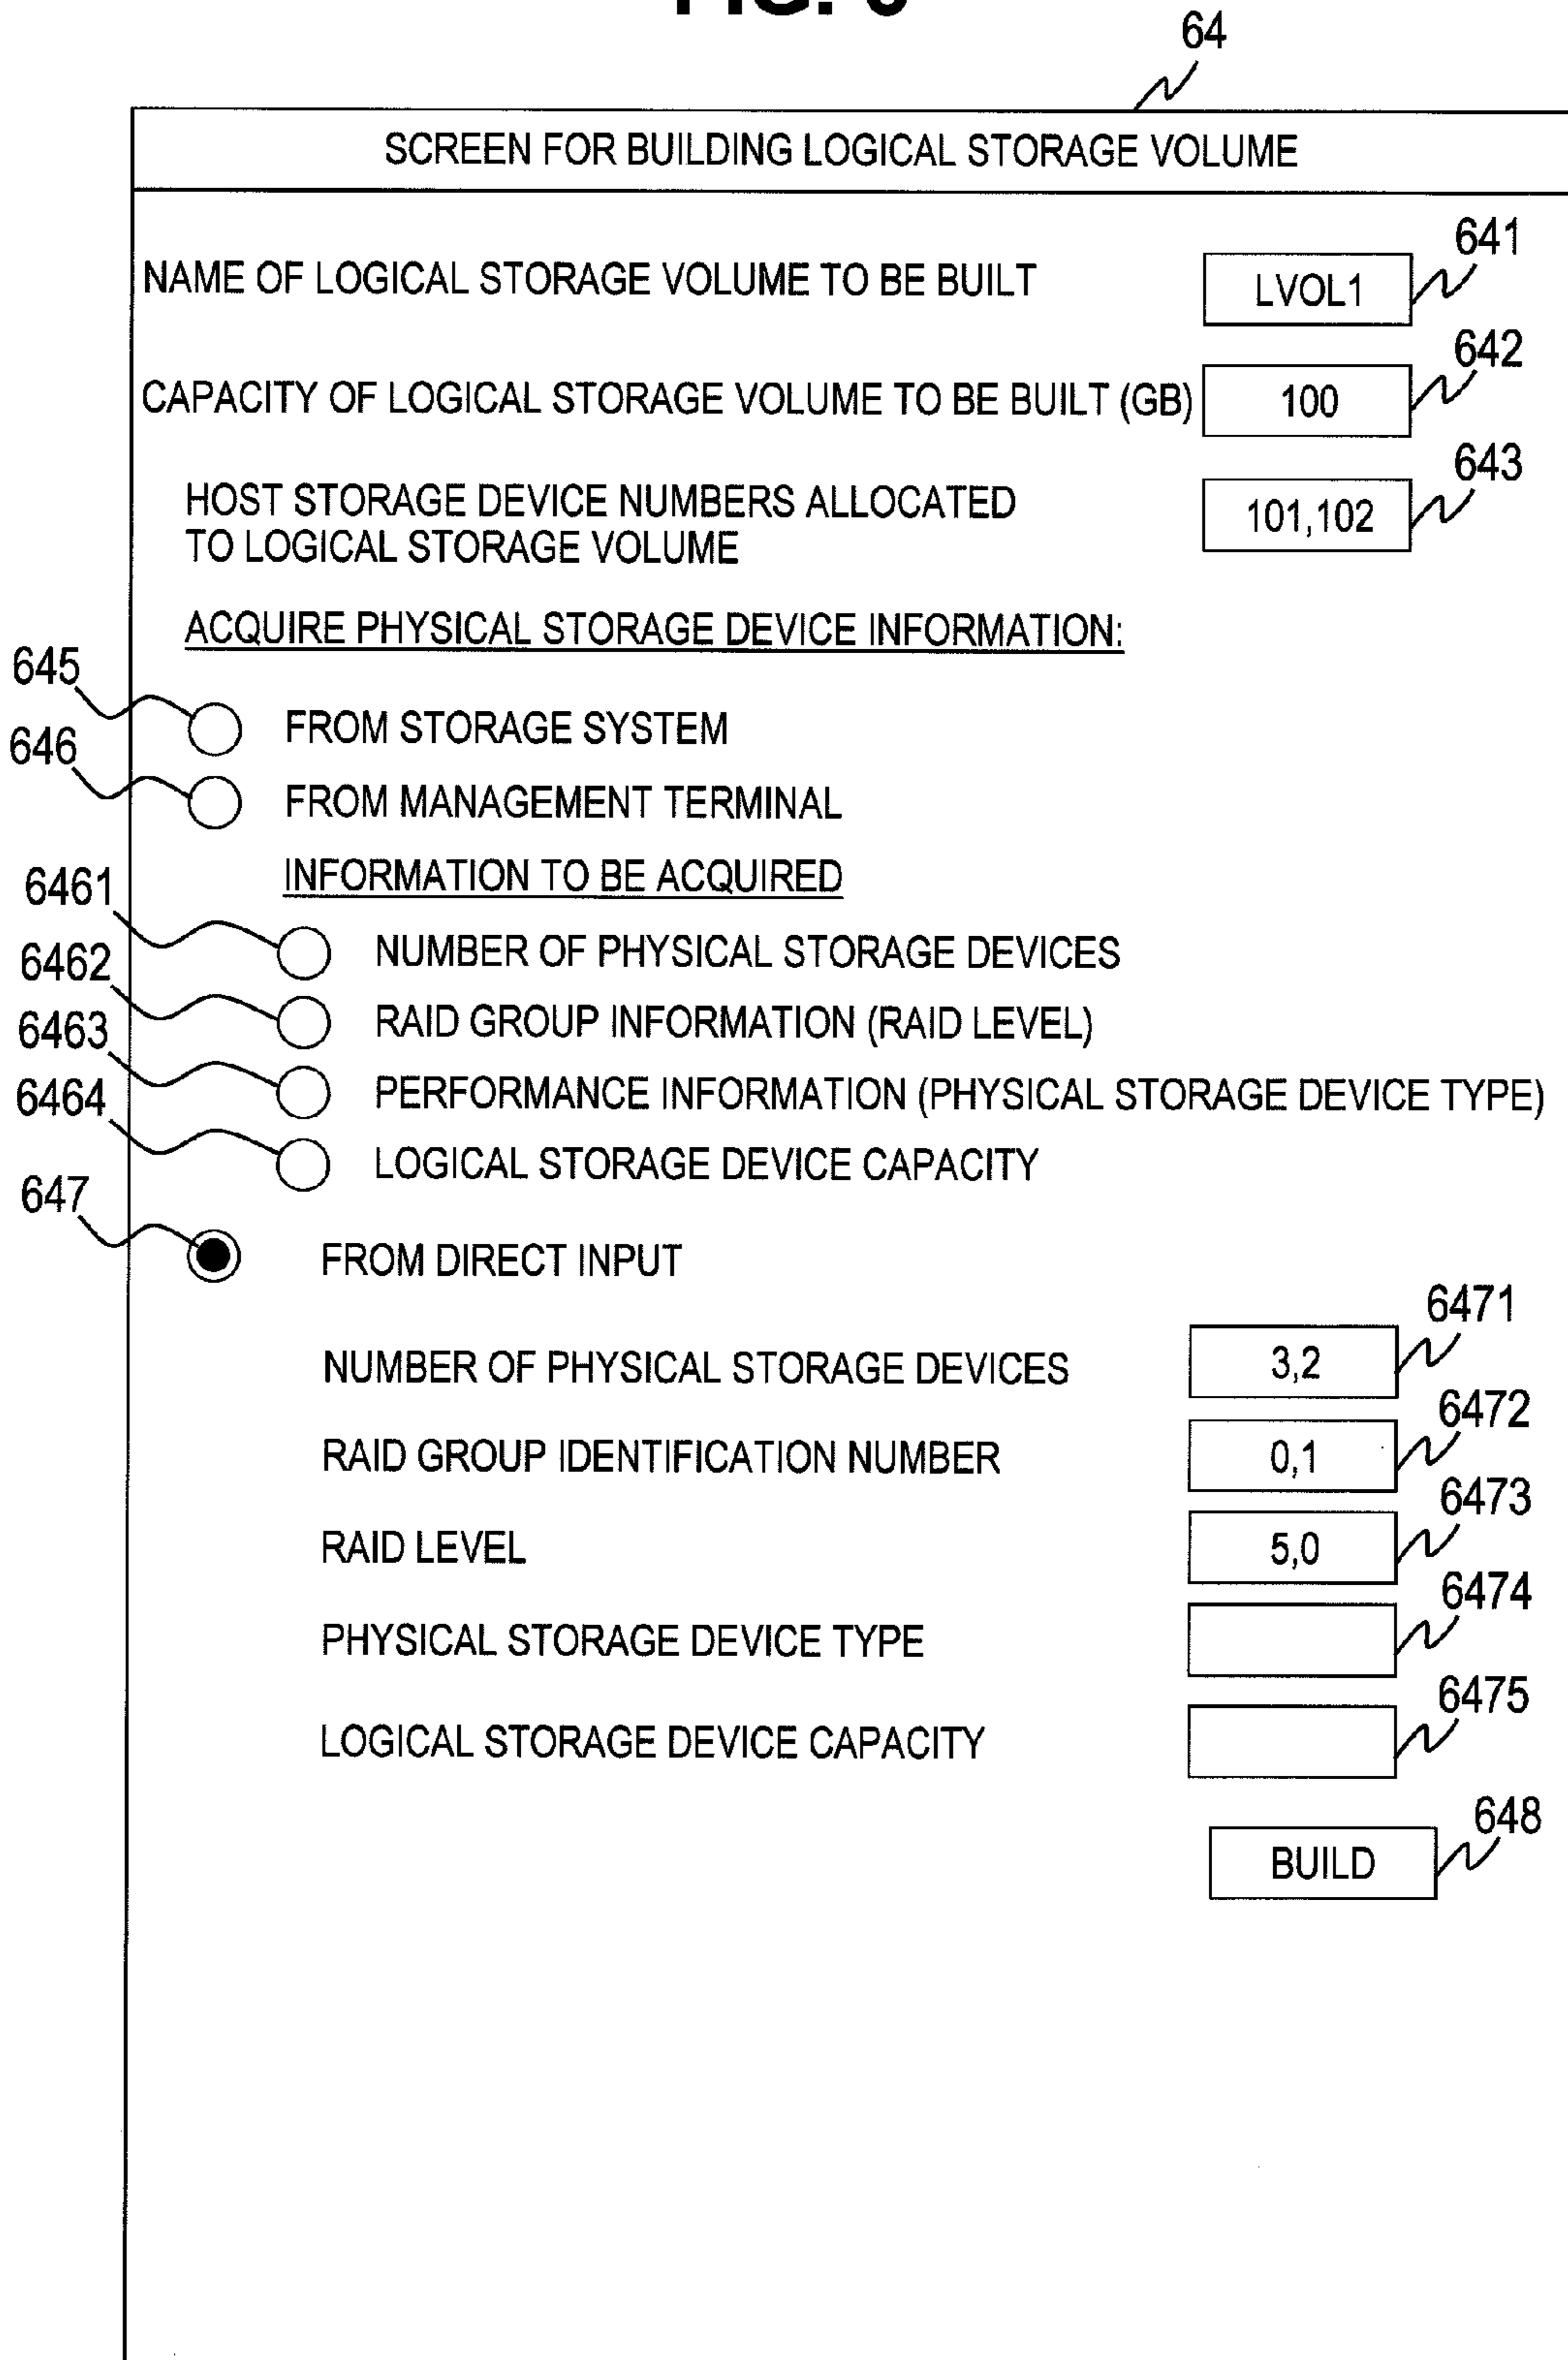 64
SCREEN FOR BUILDING LOGICAL STORAGE VOLUME
641
NAME OF LOGICAL STORAGE VOLUME TO BE BUILT LVOL1
642
CAPACITY OF LOGICAL STORAGE VOLUME TO BE BUILT (GB) 100
643
HOST STORAGE DEVICE NUMBERS ALLOCATED
TO LOGICAL STORAGE VOLUME 101,102
ACQUIRE PHYSICAL STORAGE DEVICE INFORMATION:
645
FROM STORAGE SYSTEM
646
FROM MANAGEMENT TERMINAL
INFORMATION TO BE ACQUIRED
6461
NUMBER OF PHYSICAL STORAGE DEVICES
6462
RAID GROUP INFORMATION (RAID LEVEL)
6463
PERFORMANCE INFORMATION (PHYSICAL STORAGE DEVICE TYPE)
6464
LOGICAL STORAGE DEVICE CAPACITY
647
FROM DIRECT INPUT
6471
NUMBER OF PHYSICAL STORAGE DEVICES 3,2
6472
RAID GROUP IDENTIFICATION NUMBER 0,1
6473
RAID LEVEL 5,0
6474
PHYSICAL STORAGE DEVICE TYPE
6475
LOGICAL STORAGE DEVICE CAPACITY
648
BUILD